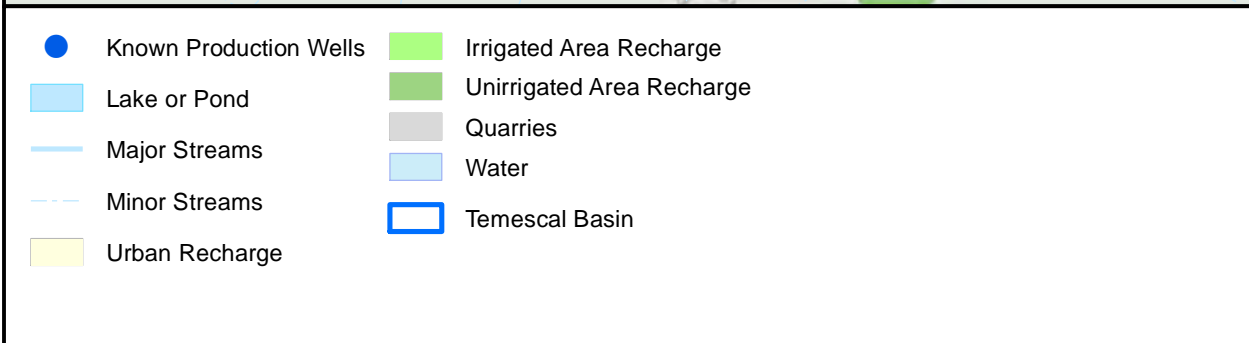 Known Production Wells
Lake or Pond
Major Streams
Minor Streams
Urban Recharge
Irrigated Area Recharge
Unirrigated Area Recharge
Quarries
Water
Temescal Basin